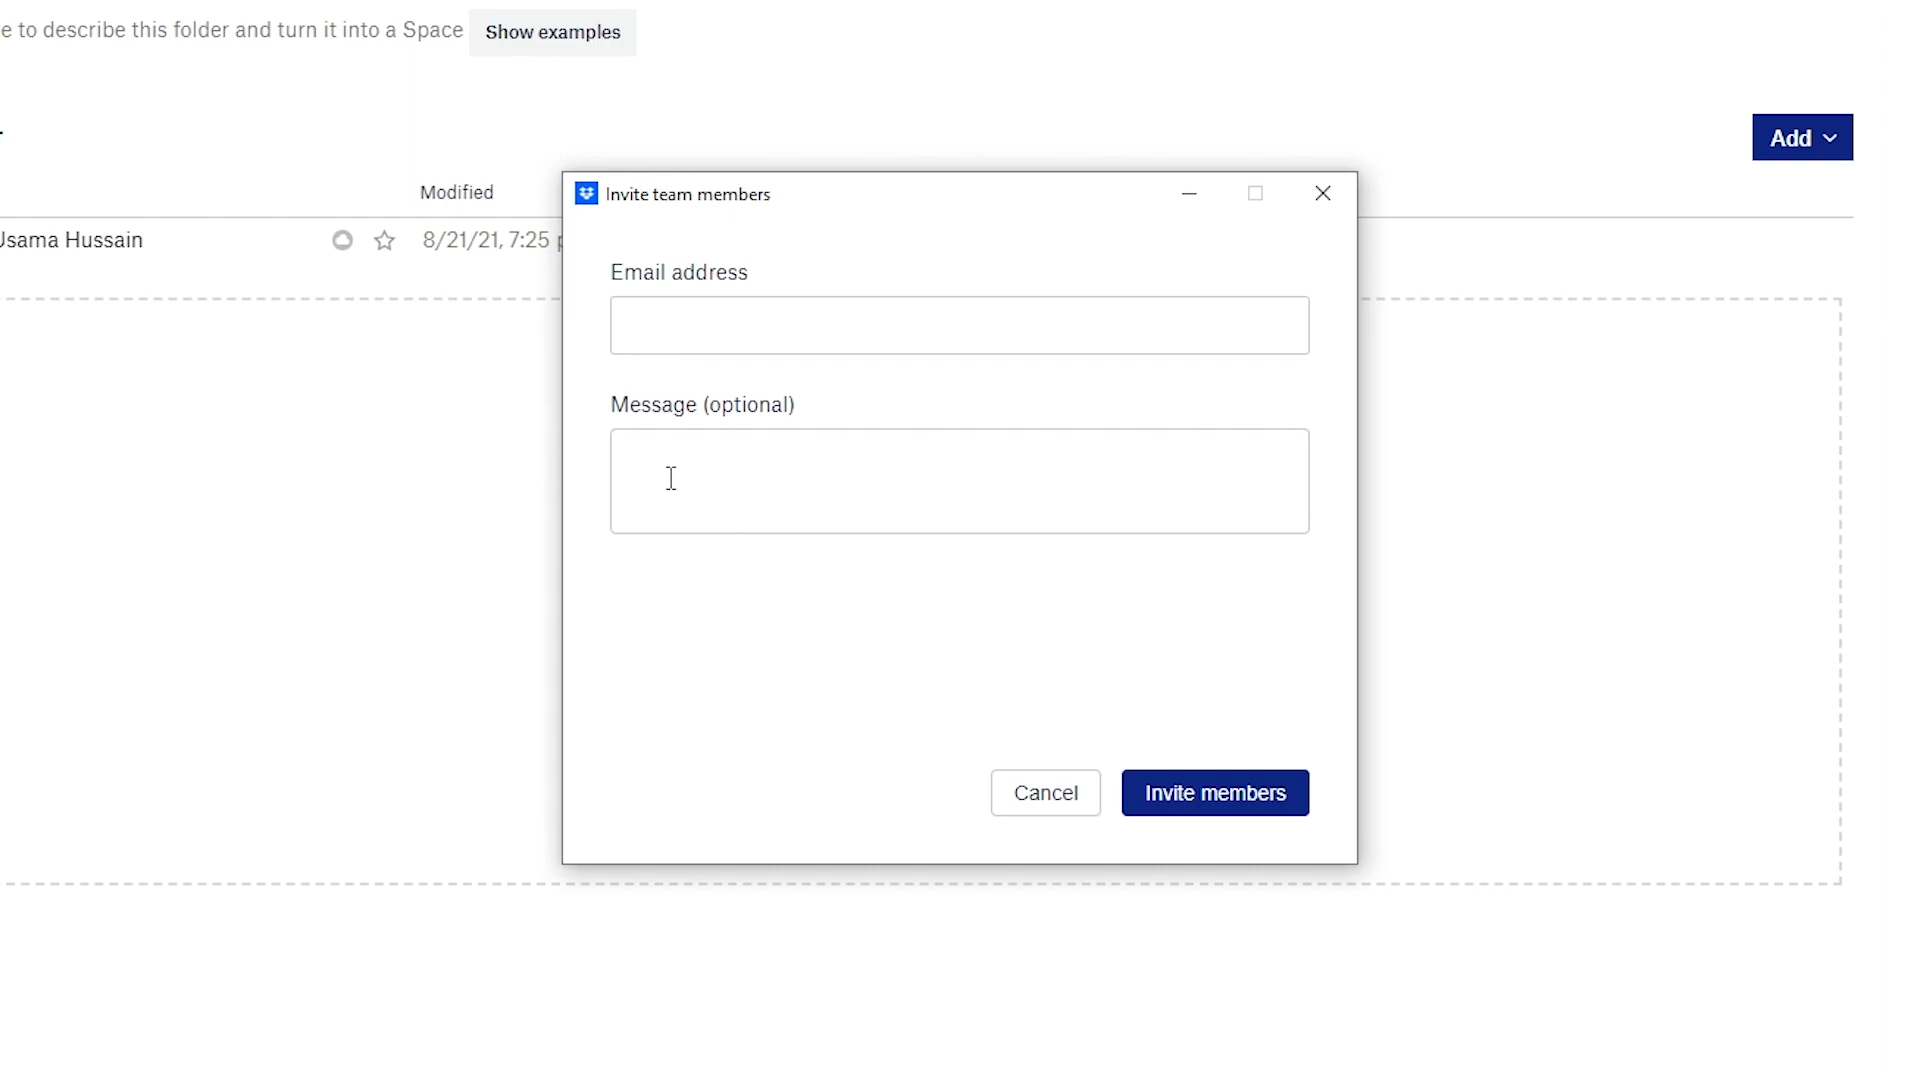 e to describe this folder and turn it into a Space Show examples
Add
Modified
Invite team members
Usama Hussain 8/21/21, 7:25 p
Email address
Message (optional)
Cancel Invite members